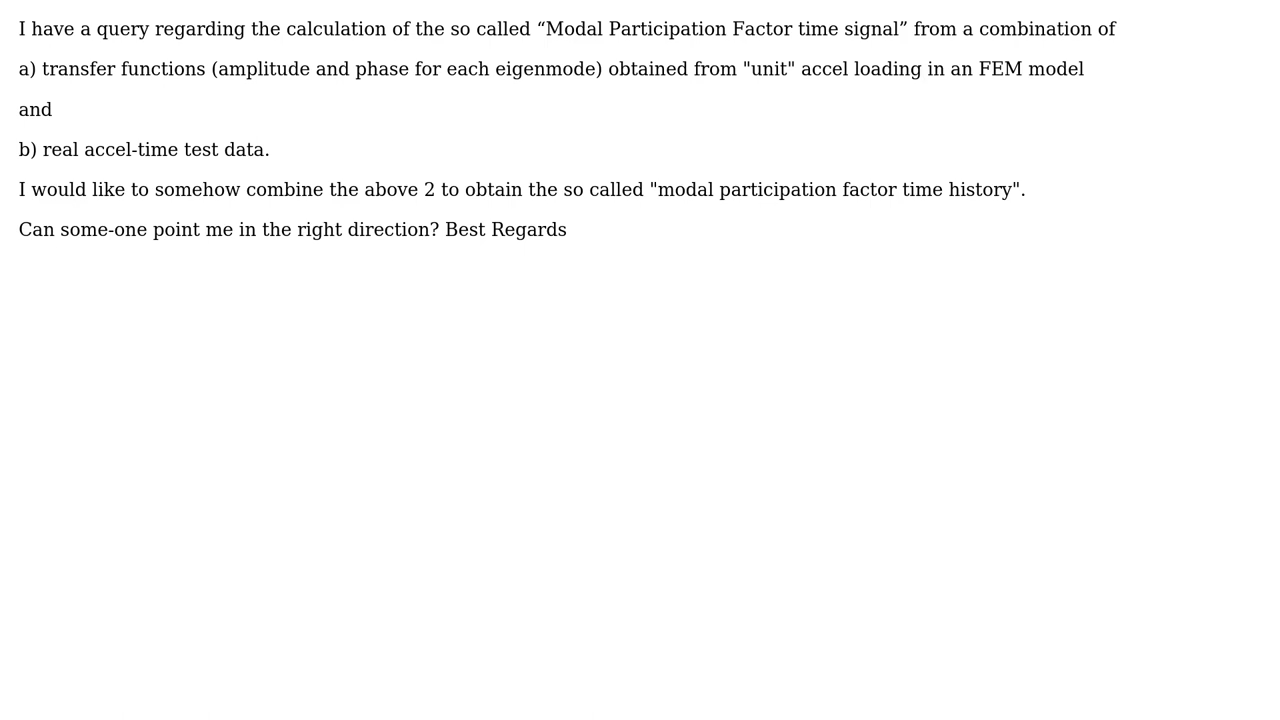 I have a query regarding the calculation of the so called “Modal Participation Factor time signal” from a combination of
a) transfer functions (amplitude and phase for each eigenmode) obtained from "unit" accel loading in an FEM model
and
b) real accel-time test data.
I would like to somehow combine the above 2 to obtain the so called "modal participation factor time history".
Can some-one point me in the right direction? Best Regards